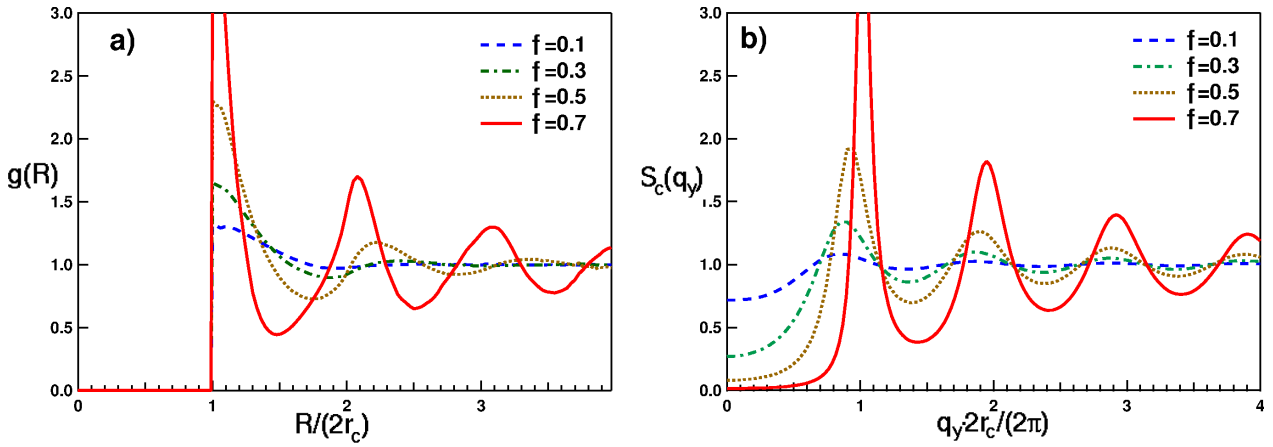 a)
3.0
2.5
2.0
1.5
1.0
0.5
0.0
g(R)
f=0.1
f=0.3
f=0.5
f=0.7
0 1 2 3
R/(2r_c)
b)
3.0
2.5
2.0
1.5
1.0
0.5
0.0
S_c(q_y)
f=0.1
f=0.3
f=0.5
f=0.7
0 1 2 3 4
q_y·2r_c/(2π)